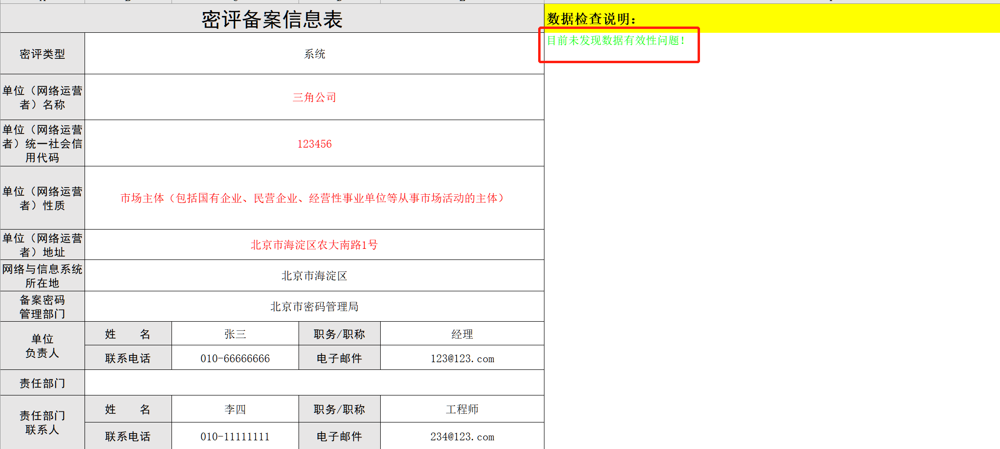 密评备案信息表
数据检查说明：
目前未发现数据有效性问题！
密评类型
系统
单位（网络运营
者）名称
三角公司
单位（网络运营
者）统一社会信
用代码
123456
单位（网络运营
者）性质
市场主体（包括国有企业、民营企业、经营性事业单位等从事市场活动的主体）
单位（网络运营
者）地址
北京市海淀区农大南路1号
网络与信息系统
所在地
北京市海淀区
备案密码
管理部门
北京市密码管理局
单位
负责人
姓　　名
张三
职务/职称
经理
联系电话
010-66666666
电子邮件
123@123.com
责任部门
责任部门
联系人
姓　　名
李四
职务/职称
工程师
联系电话
010-11111111
电子邮件
234@123.com